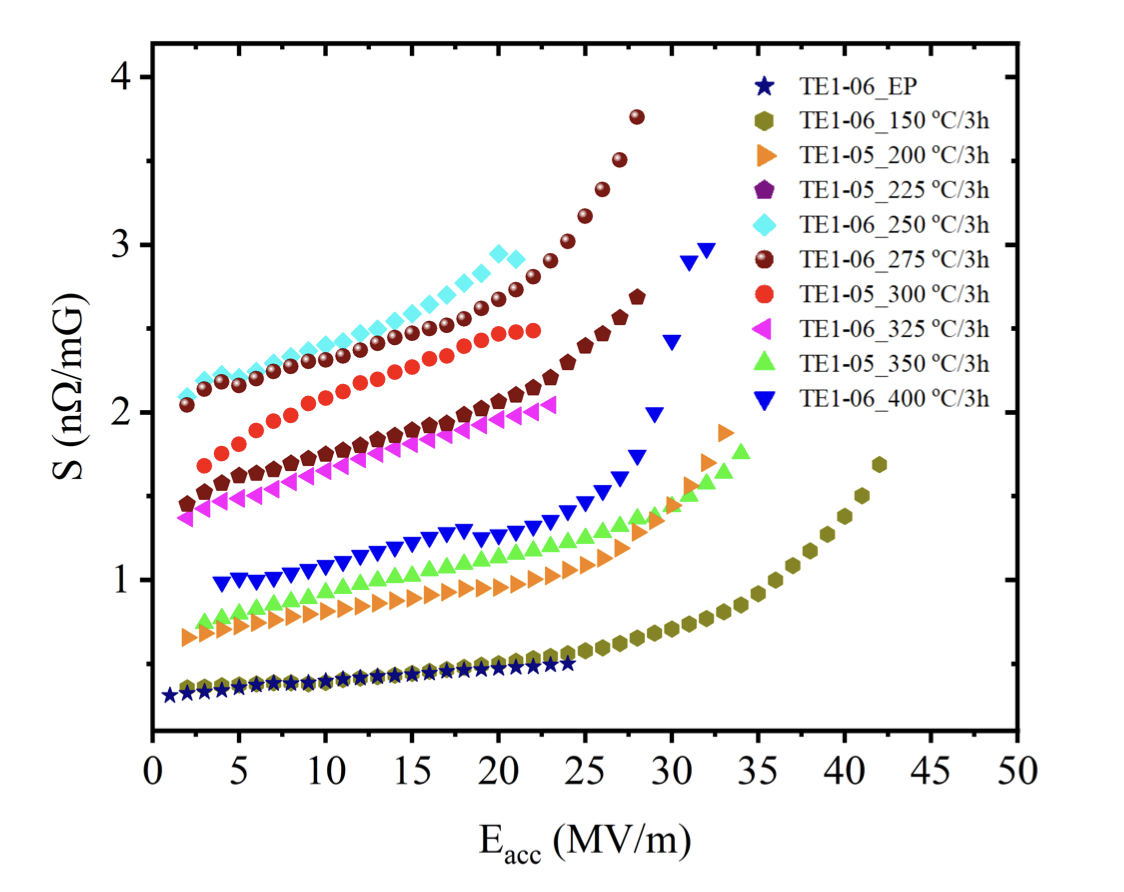 4
3
2
1
S (nΩ/mG)
TE1-06_EP
TE1-06_150 ºC/3h
TE1-05_200 ºC/3h
TE1-05_225 ºC/3h
TE1-06_250 ºC/3h
TE1-06_275 ºC/3h
TE1-05_300 ºC/3h
TE1-06_325 ºC/3h
TE1-05_350 ºC/3h
TE1-06_400 ºC/3h
0 5 10 15 20 25 30 35 40 45 50
Eacc (MV/m)